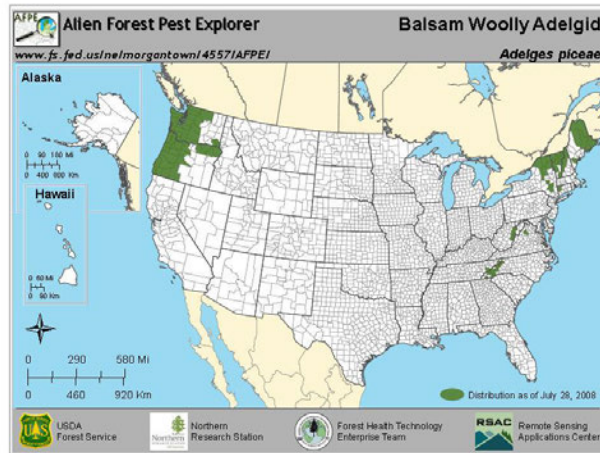 AFPE
Alien Forest Pest Explorer
Balsam Woolly Adelgid
www.fs.fed.us/ne/morgantown/4557/AFPE/
Adelges piceae
Alaska
0 90 180 Mi
0 400 800 Km
Hawaii
0 60 Mi
0 90 Km
0 290 580 Mi
0 460 920 Km
Distribution as of July 28, 2008
UAS
USDA
Forest Service
Northern
Northern
Research Station
Forest Health Technology
Enterprise Team
RSAC
Remote Sensing
Applications Center